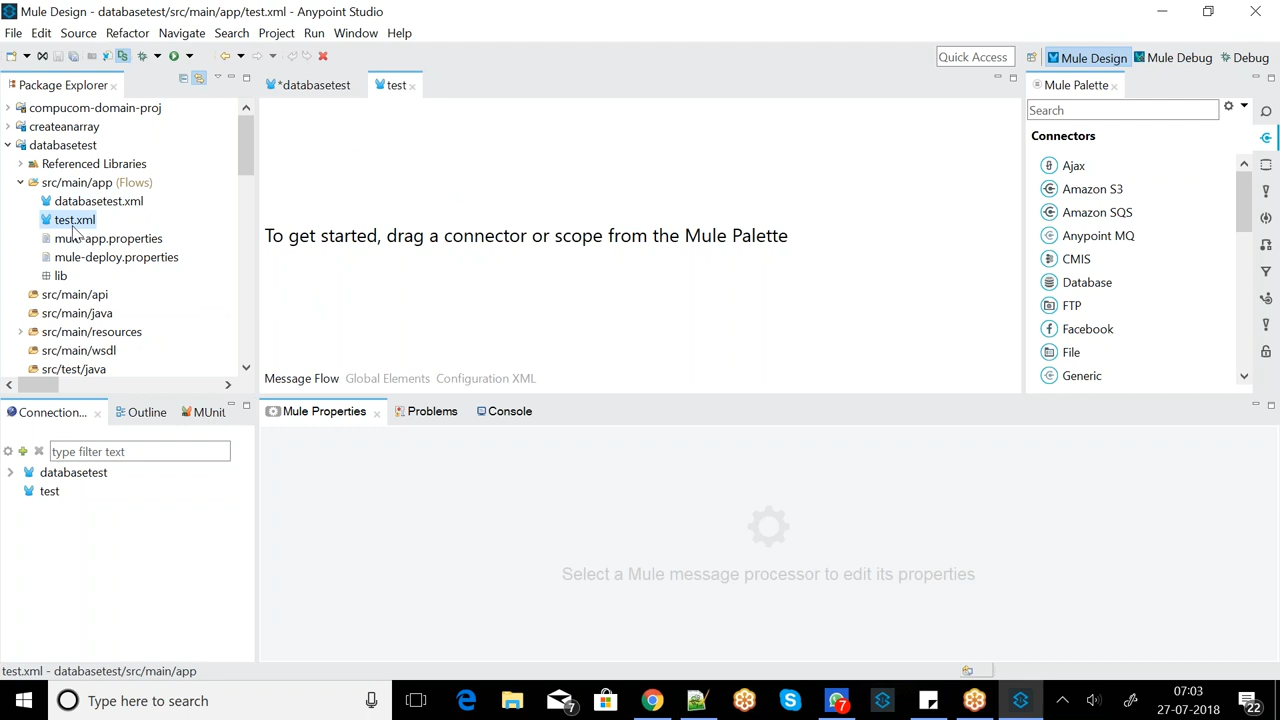 Mule Design - databasetest/src/main/app/test.xml - Anypoint Studio
File Edit Source Refactor Navigate Search Project Run Window Help
Quick Access
Mule Design
Mule Debug
Debug
Package Explorer
*databasetest
test
Mule Palette
compucom-domain-proj
createanarray
databasetest
Referenced Libraries
src/main/app (Flows)
databasetest.xml
test.xml
mule-app.properties
mule-deploy.properties
lib
src/main/api
src/main/java
src/main/resources
src/main/wsdl
src/test/java
To get started, drag a connector or scope from the Mule Palette
Message Flow Global Elements Configuration XML
Search
Connectors
Ajax
Amazon S3
Amazon SQS
Anypoint MQ
CMIS
Database
FTP
Facebook
File
Generic
Connection...
Outline
MUnit
type filter text
databasetest
test
Mule Properties
Problems
Console
Select a Mule message processor to edit its properties
test.xml - databasetest/src/main/app
Type here to search
7
7
07:03
27-07-2018
22